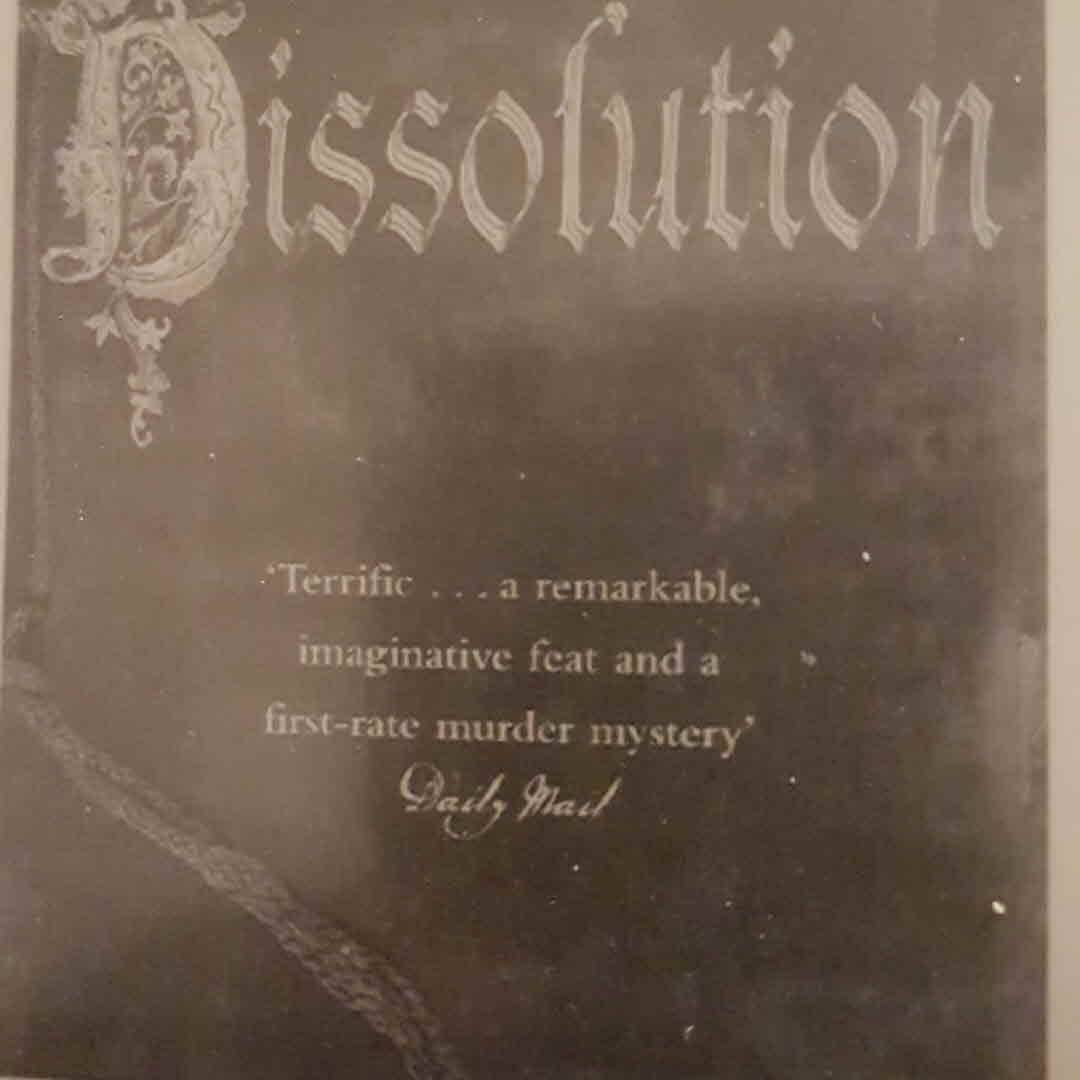 Dissolution
‘Terrific . . . a remarkable,
imaginative feat and a
first-rate murder mystery’
Daily Mail